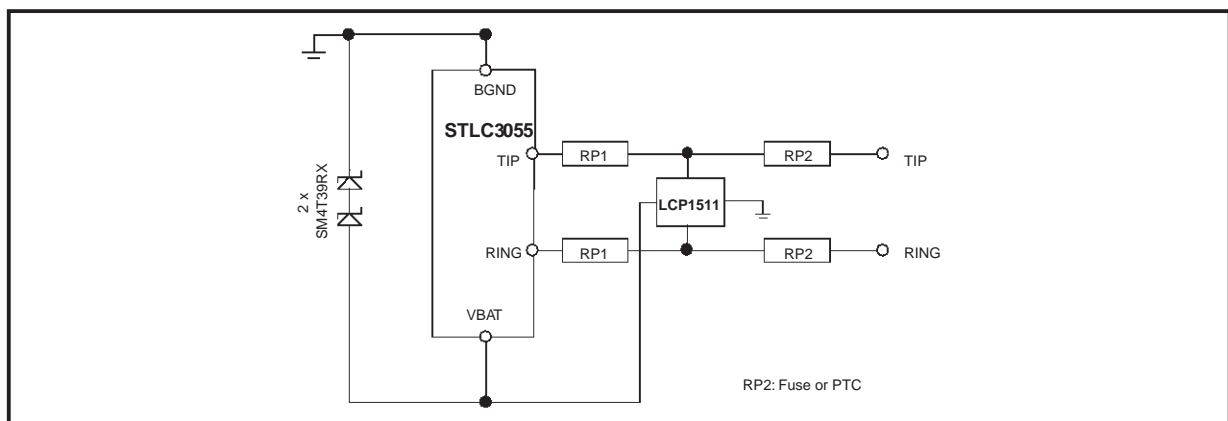 BGND
STLC3055
TIP
RP1
RP2
TIP
2 x
SM4T39RX
LCP1511
RING
RP1
RP2
RING
VBAT
RP2: Fuse or PTC